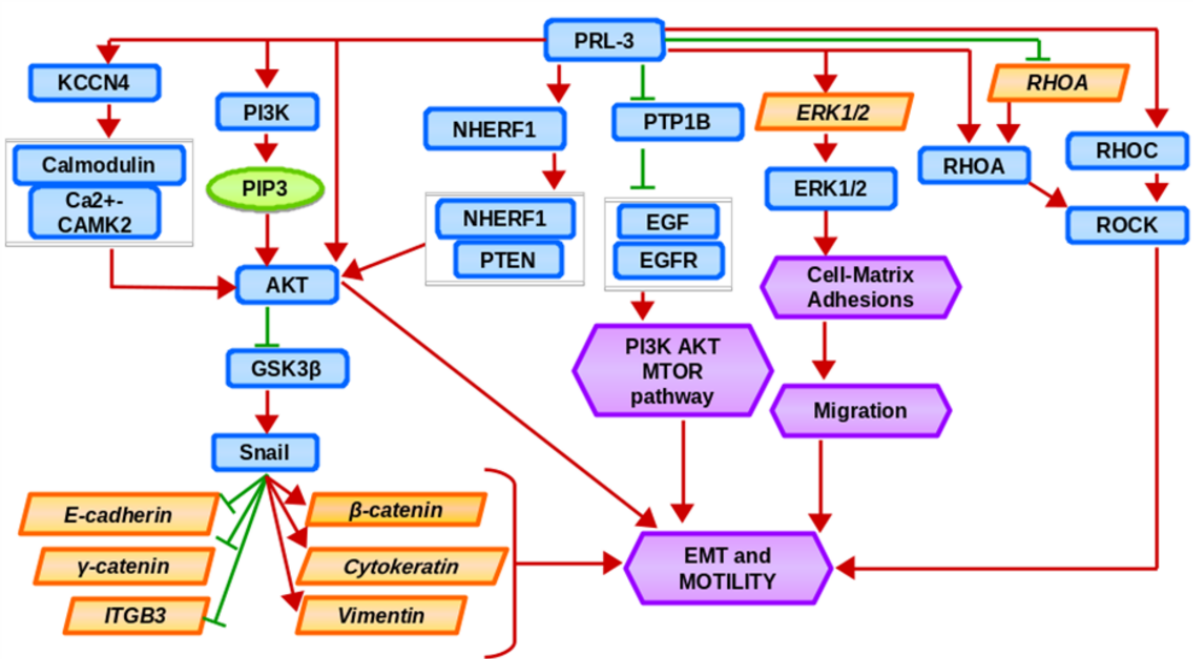 PRL-3
KCCN4
PI3K
NHERF1
PTP1B
ERK1/2
RHOA
Calmodulin
Ca2+-
CAMK2
PIP3
NHERF1
PTEN
EGF
EGFR
ERK1/2
RHOA
RHOC
ROCK
AKT
Cell-Matrix
Adhesions
GSK3β
PI3K AKT
MTOR
pathway
Migration
Snail
E-cadherin
β-catenin
γ-catenin
Cytokeratin
ITGB3
Vimentin
EMT and
MOTILITY